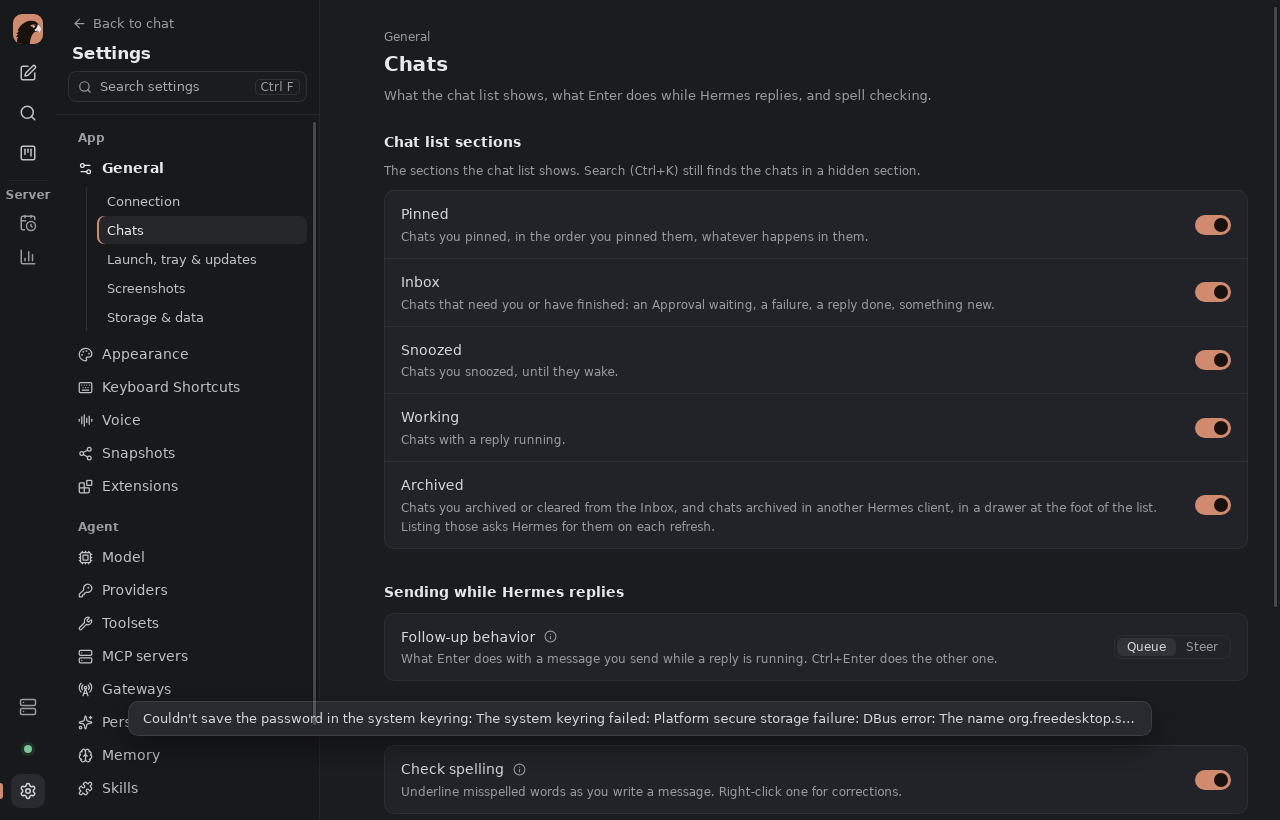 Back to chat
Settings
Search settings
Ctrl F
Server
App
General
Connection
Chats
Launch, tray & updates
Screenshots
Storage & data
Appearance
Keyboard Shortcuts
Voice
Snapshots
Extensions
Agent
Model
Providers
Toolsets
MCP servers
Gateways
Memory
Skills
General
Chats
What the chat list shows, what Enter does while Hermes replies, and spell checking.
Chat list sections
The sections the chat list shows. Search (Ctrl+K) still finds the chats in a hidden section.
Pinned
Chats you pinned, in the order you pinned them, whatever happens in them.
Inbox
Chats that need you or have finished: an Approval waiting, a failure, a reply done, something new.
Snoozed
Chats you snoozed, until they wake.
Working
Chats with a reply running.
Archived
Chats you archived or cleared from the Inbox, and chats archived in another Hermes client, in a drawer at the foot of the list.
Listing those asks Hermes for them on each refresh.
Sending while Hermes replies
Follow-up behavior
What Enter does with a message you send while a reply is running. Ctrl+Enter does the other one.
Queue
Steer
Couldn't save the password in the system keyring: The system keyring failed: Platform secure storage failure: DBus error: The name org.freedesktop.s…
Check spelling
Underline misspelled words as you write a message. Right-click one for corrections.